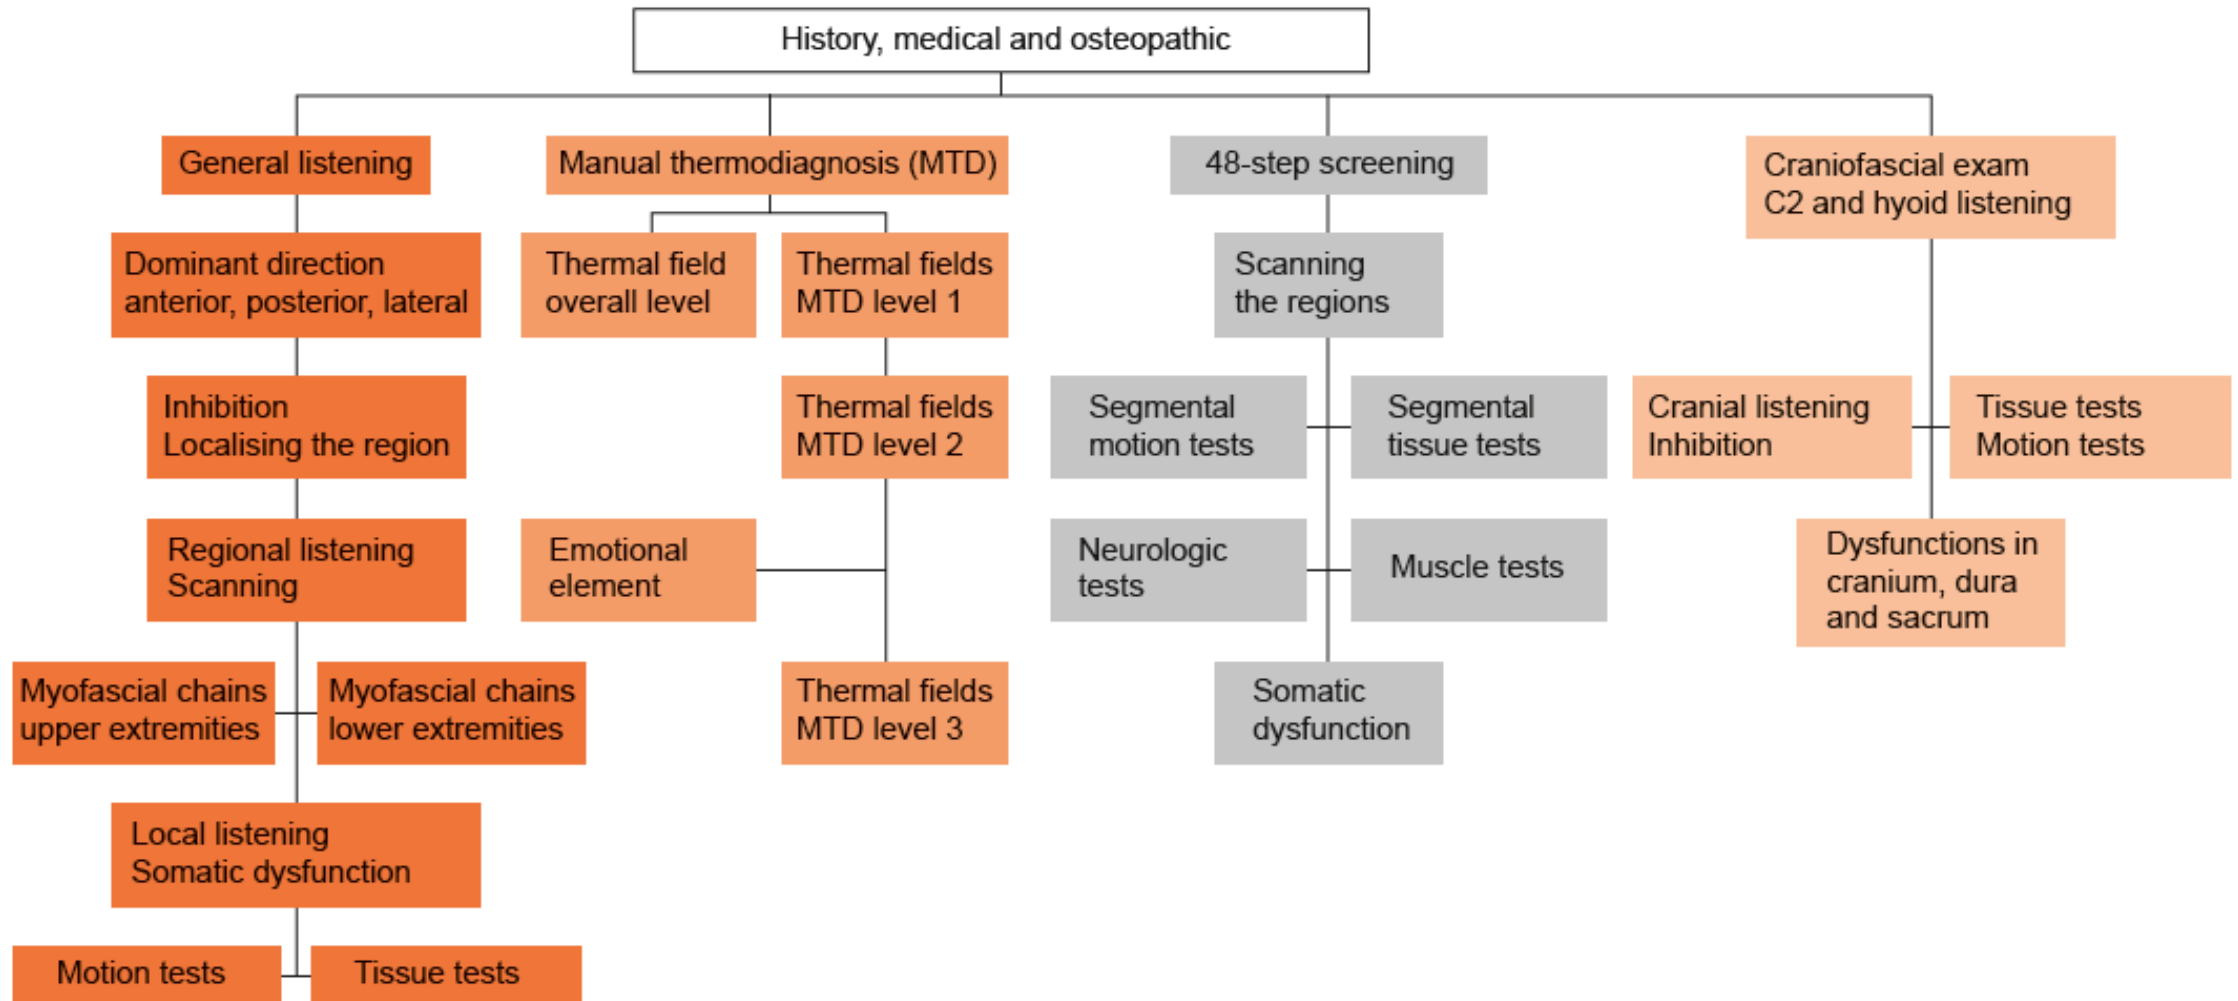 History, medical and osteopathic
General listening
Manual thermodiagnosis (MTD)
48-step screening
Craniofascial exam
C2 and hyoid listening
Dominant direction
anterior, posterior, lateral
Thermal field
overall level
Thermal fields
MTD level 1
Scanning
the regions
Inhibition
Localising the region
Thermal fields
MTD level 2
Segmental
motion tests
Segmental
tissue tests
Cranial listening
Inhibition
Tissue tests
Motion tests
Regional listening
Scanning
Emotional
element
Neurologic
tests
Muscle tests
Dysfunctions in
cranium, dura
and sacrum
Myofascial chains
upper extremities
Myofascial chains
lower extremities
Thermal fields
MTD level 3
Somatic
dysfunction
Local listening
Somatic dysfunction
Motion tests
Tissue tests